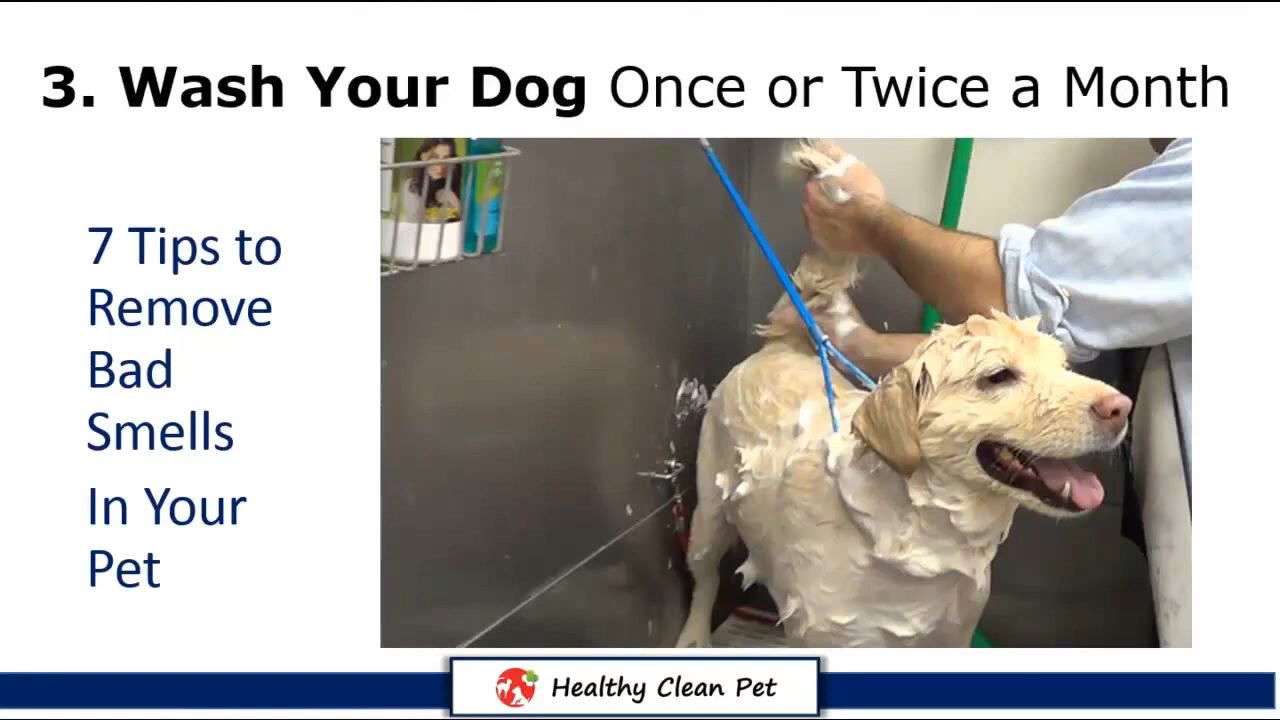 3. Wash Your Dog Once or Twice a Month
7 Tips to
Remove
Bad
Smells
In Your
Pet
Healthy Clean Pet